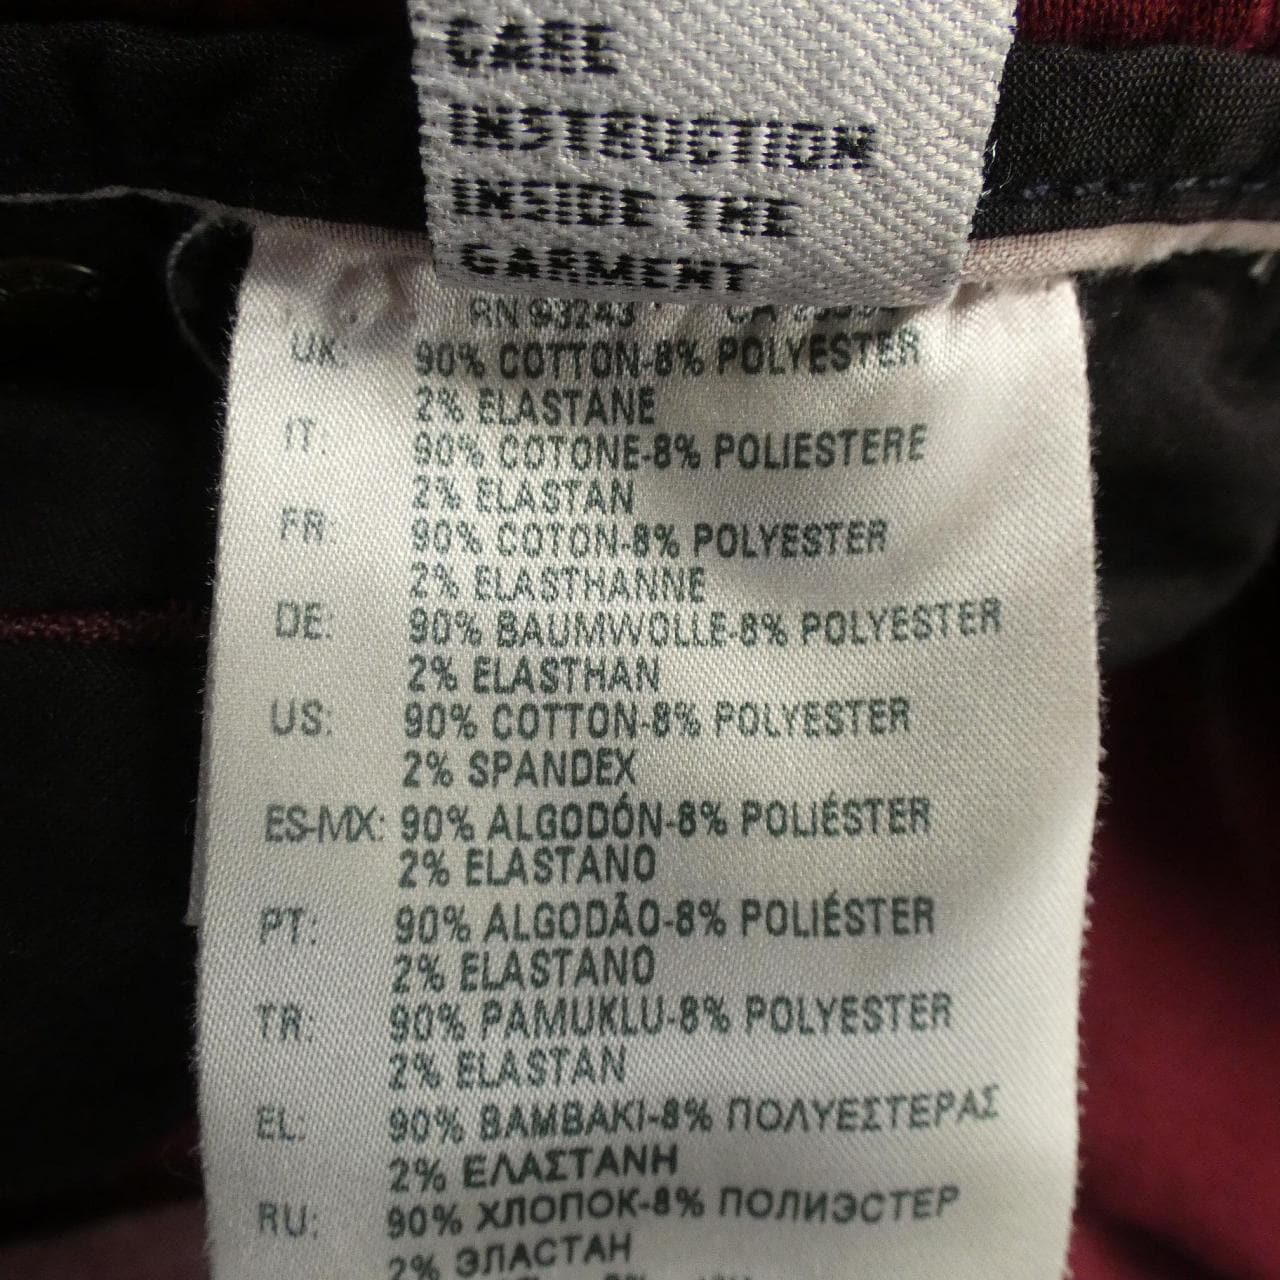 CARE
INSTRUCTION
INSIDE THE
GARMENT
RN 93243 CA
UK: 90% COTTON-8% POLYESTER
2% ELASTANE
IT: 90% COTONE-8% POLIESTERE
2% ELASTAN
FR 90% COTON-8% POLYESTER
2% ELASTHANNE
DE: 90% BAUMWOLLE-8% POLYESTER
2% ELASTHAN
US: 90% COTTON-8% POLYESTER
2% SPANDEX
ES-MX: 90% ALGODÓN-8% POLIÉSTER
2% ELASTANO
PT: 90% ALGODÃO-8% POLIÉSTER
2% ELASTANO
TR: 90% PAMUKLU-8% POLYESTER
2% ELASTAN
EL: 90% BAMBAKI-8% ΠΟΛΥΕΣΤΕΡΑΣ
2% ΕΛΑΣΤΑΝΗ
RU: 90% ХЛОПОК-8% ПОЛИЭСТЕР
2% ЭЛАСТАН